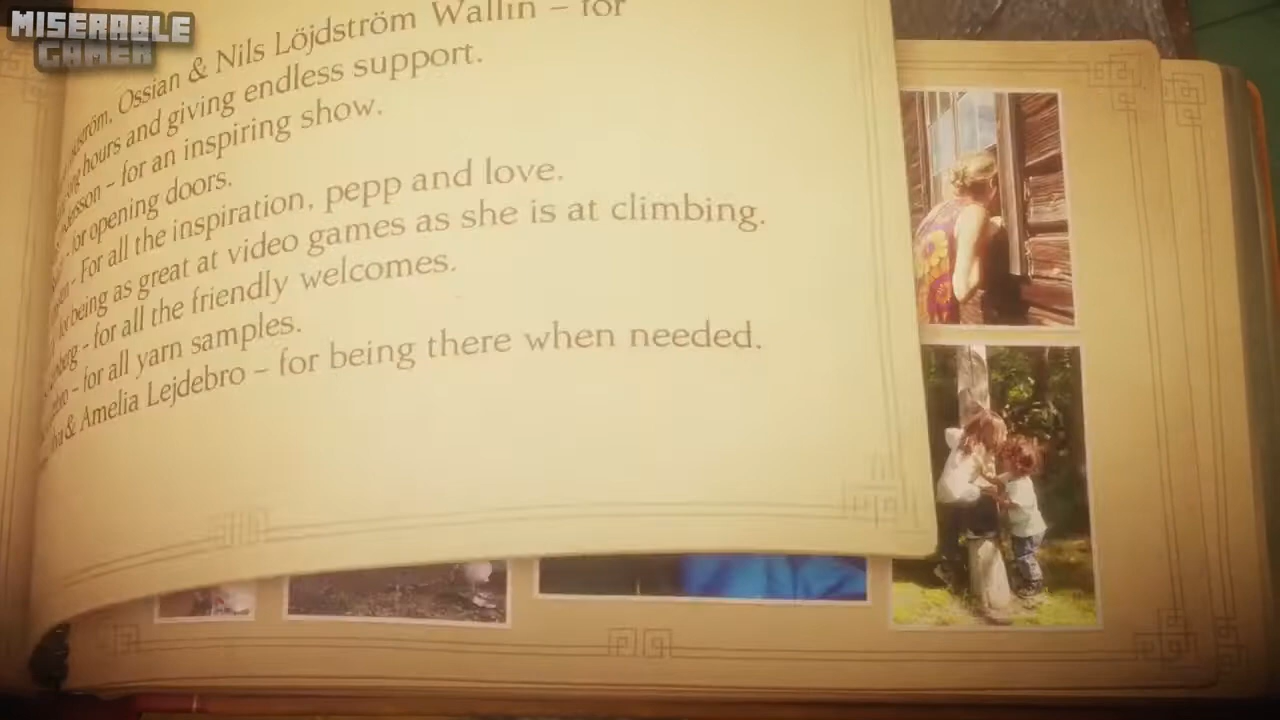 MISERABLE
GAMER
Ossian & Nils Löjdström Wallin – for
hours and giving endless support.
– for an inspiring show.
- for opening doors.
- For all the inspiration, pepp and love.
for being as great at video games as she is at climbing.
- for all the friendly welcomes.
- for all yarn samples.
& Amelia Lejdebro – for being there when needed.